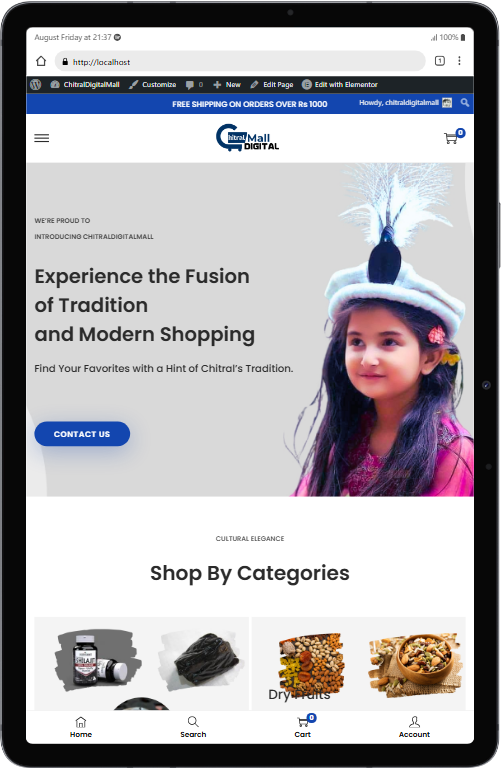 August Friday at 21:37
100%
http://localhost
1
ChitralDigitalMall
Customize
0
New
Edit Page
Edit with Elementor
FREE SHIPPING ON ORDERS OVER Rs 1000
Howdy, chitraldigitalmall
Chitral Mall
DIGITAL
0
WE'RE PROUD TO
INTRODUCING CHITRALDIGITALMALL
Experience the Fusion
of Tradition
and Modern Shopping
Find Your Favorites with a Hint of Chitral's Tradition.
CONTACT US
CULTURAL ELEGANCE
Shop By Categories
Dry Fruits
0
Home
Search
Cart
Account